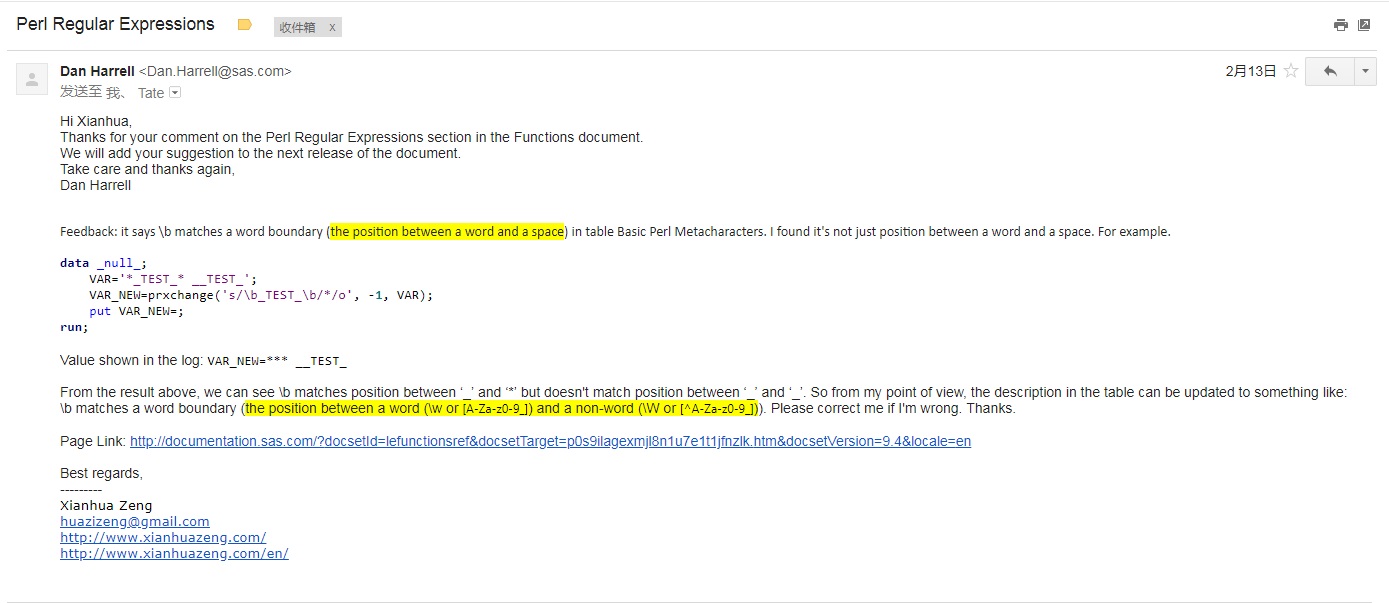 Perl Regular Expressions
收件箱 x
Dan Harrell <Dan.Harrell@sas.com>
2月13日
发送至 我、 Tate
Hi Xianhua,
Thanks for your comment on the Perl Regular Expressions section in the Functions document.
We will add your suggestion to the next release of the document.
Take care and thanks again,
Dan Harrell
Feedback: it says \b matches a word boundary (the position between a word and a space) in table Basic Perl Metacharacters. I found it's not just position between a word and a space. For example.
data _null_;
VAR='*_TEST_* __TEST_';
VAR_NEW=prxchange('s/\b_TEST_\b/*/o', -1, VAR);
put VAR_NEW=;
run;
Value shown in the log: VAR_NEW=*** __TEST_
From the result above, we can see \b matches position between ‘_’ and ‘*’ but doesn't match position between ‘_’ and ‘_’. So from my point of view, the description in the table can be updated to something like:
\b matches a word boundary (the position between a word (\w or [A-Za-z0-9_]) and a non-word (\W or [^A-Za-z0-9_])). Please correct me if I'm wrong. Thanks.
Page Link: http://documentation.sas.com/?docsetId=lefunctionsref&docsetTarget=p0s9ilagexmjl8n1u7e1t1jfnzlk.htm&docsetVersion=9.4&locale=en
Best regards,
---------
Xianhua Zeng
huazizeng@gmail.com
http://www.xianhuazeng.com/
http://www.xianhuazeng.com/en/